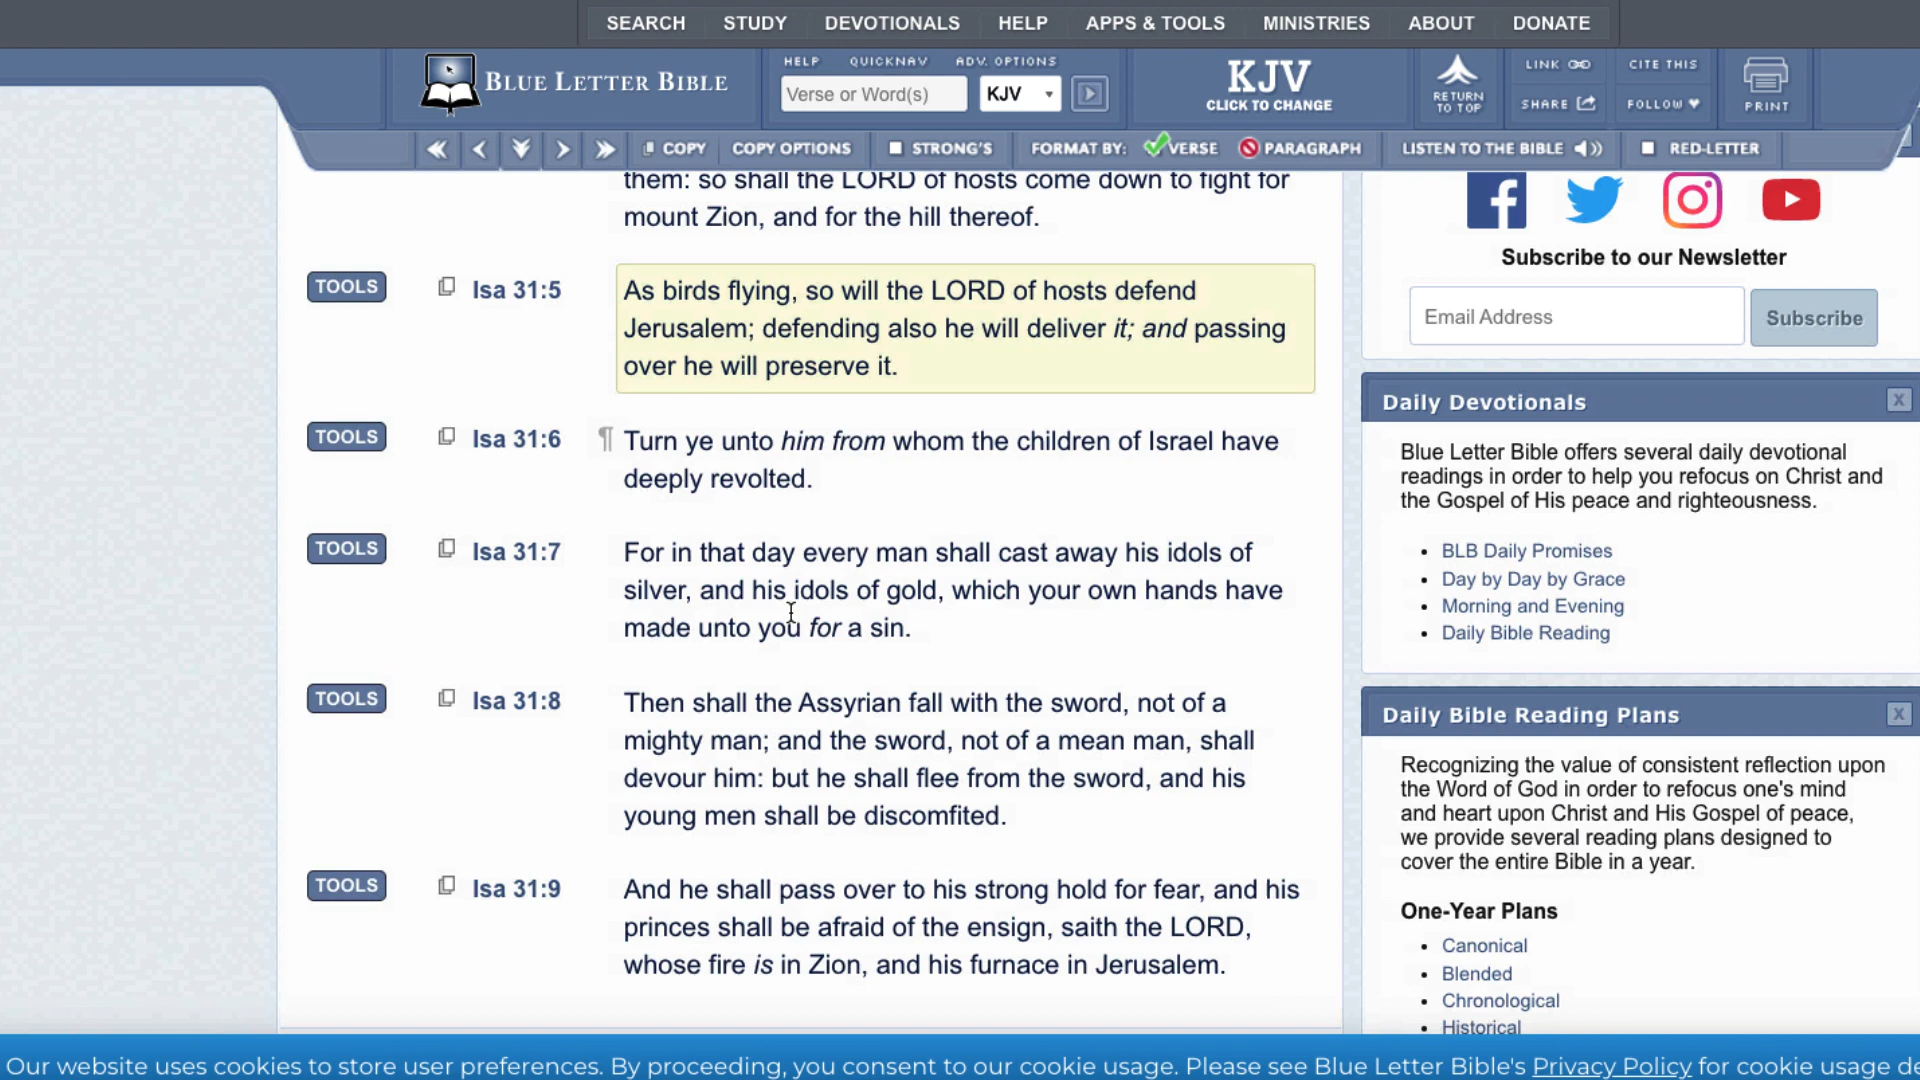 SEARCH STUDY DEVOTIONALS HELP APPS & TOOLS MINISTRIES ABOUT DONATE
BLUE LETTER BIBLE
HELP QUICKNAV ADV. OPTIONS
Verse or Word(s) KJV
KJV
CLICK TO CHANGE
RETURN
TO TOP
LINK
SHARE
CITE THIS
FOLLOW
PRINT
COPY COPY OPTIONS STRONG'S FORMAT BY: VERSE PARAGRAPH LISTEN TO THE BIBLE RED-LETTER
them: so shall the LORD of hosts come down to fight for
mount Zion, and for the hill thereof.
TOOLS Isa 31:5 As birds flying, so will the LORD of hosts defend
Jerusalem; defending also he will deliver it; and passing
over he will preserve it.
TOOLS Isa 31:6 ¶ Turn ye unto him from whom the children of Israel have
deeply revolted.
TOOLS Isa 31:7 For in that day every man shall cast away his idols of
silver, and his idols of gold, which your own hands have
made unto you for a sin.
TOOLS Isa 31:8 Then shall the Assyrian fall with the sword, not of a
mighty man; and the sword, not of a mean man, shall
devour him: but he shall flee from the sword, and his
young men shall be discomfited.
TOOLS Isa 31:9 And he shall pass over to his strong hold for fear, and his
princes shall be afraid of the ensign, saith the LORD,
whose fire is in Zion, and his furnace in Jerusalem.
Subscribe to our Newsletter
Email Address Subscribe
Daily Devotionals X
Blue Letter Bible offers several daily devotional
readings in order to help you refocus on Christ and
the Gospel of His peace and righteousness.
• BLB Daily Promises
• Day by Day by Grace
• Morning and Evening
• Daily Bible Reading
Daily Bible Reading Plans X
Recognizing the value of consistent reflection upon
the Word of God in order to refocus one's mind
and heart upon Christ and His Gospel of peace,
we provide several reading plans designed to
cover the entire Bible in a year.
One-Year Plans
• Canonical
• Blended
• Chronological
• Historical
Our website uses cookies to store user preferences. By proceeding, you consent to our cookie usage. Please see Blue Letter Bible's Privacy Policy for cookie usage de